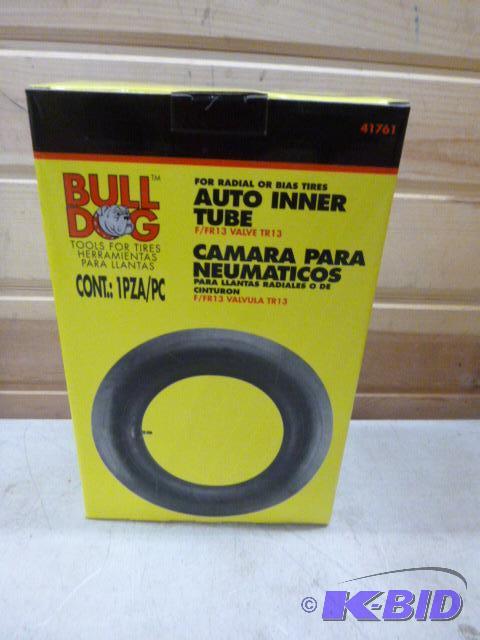 41761
BULL DOG™
TOOLS FOR TIRES
HERRAMIENTAS
PARA LLANTAS
CONT.: 1PZA/PC
FOR RADIAL OR BIAS TIRES
AUTO INNER
TUBE
F/FR13 VALVE TR13
CAMARA PARA
NEUMATICOS
PARA LLANTAS RADIALES O DE
CINTURON
F/FR13 VALVULA TR13
© K-BID